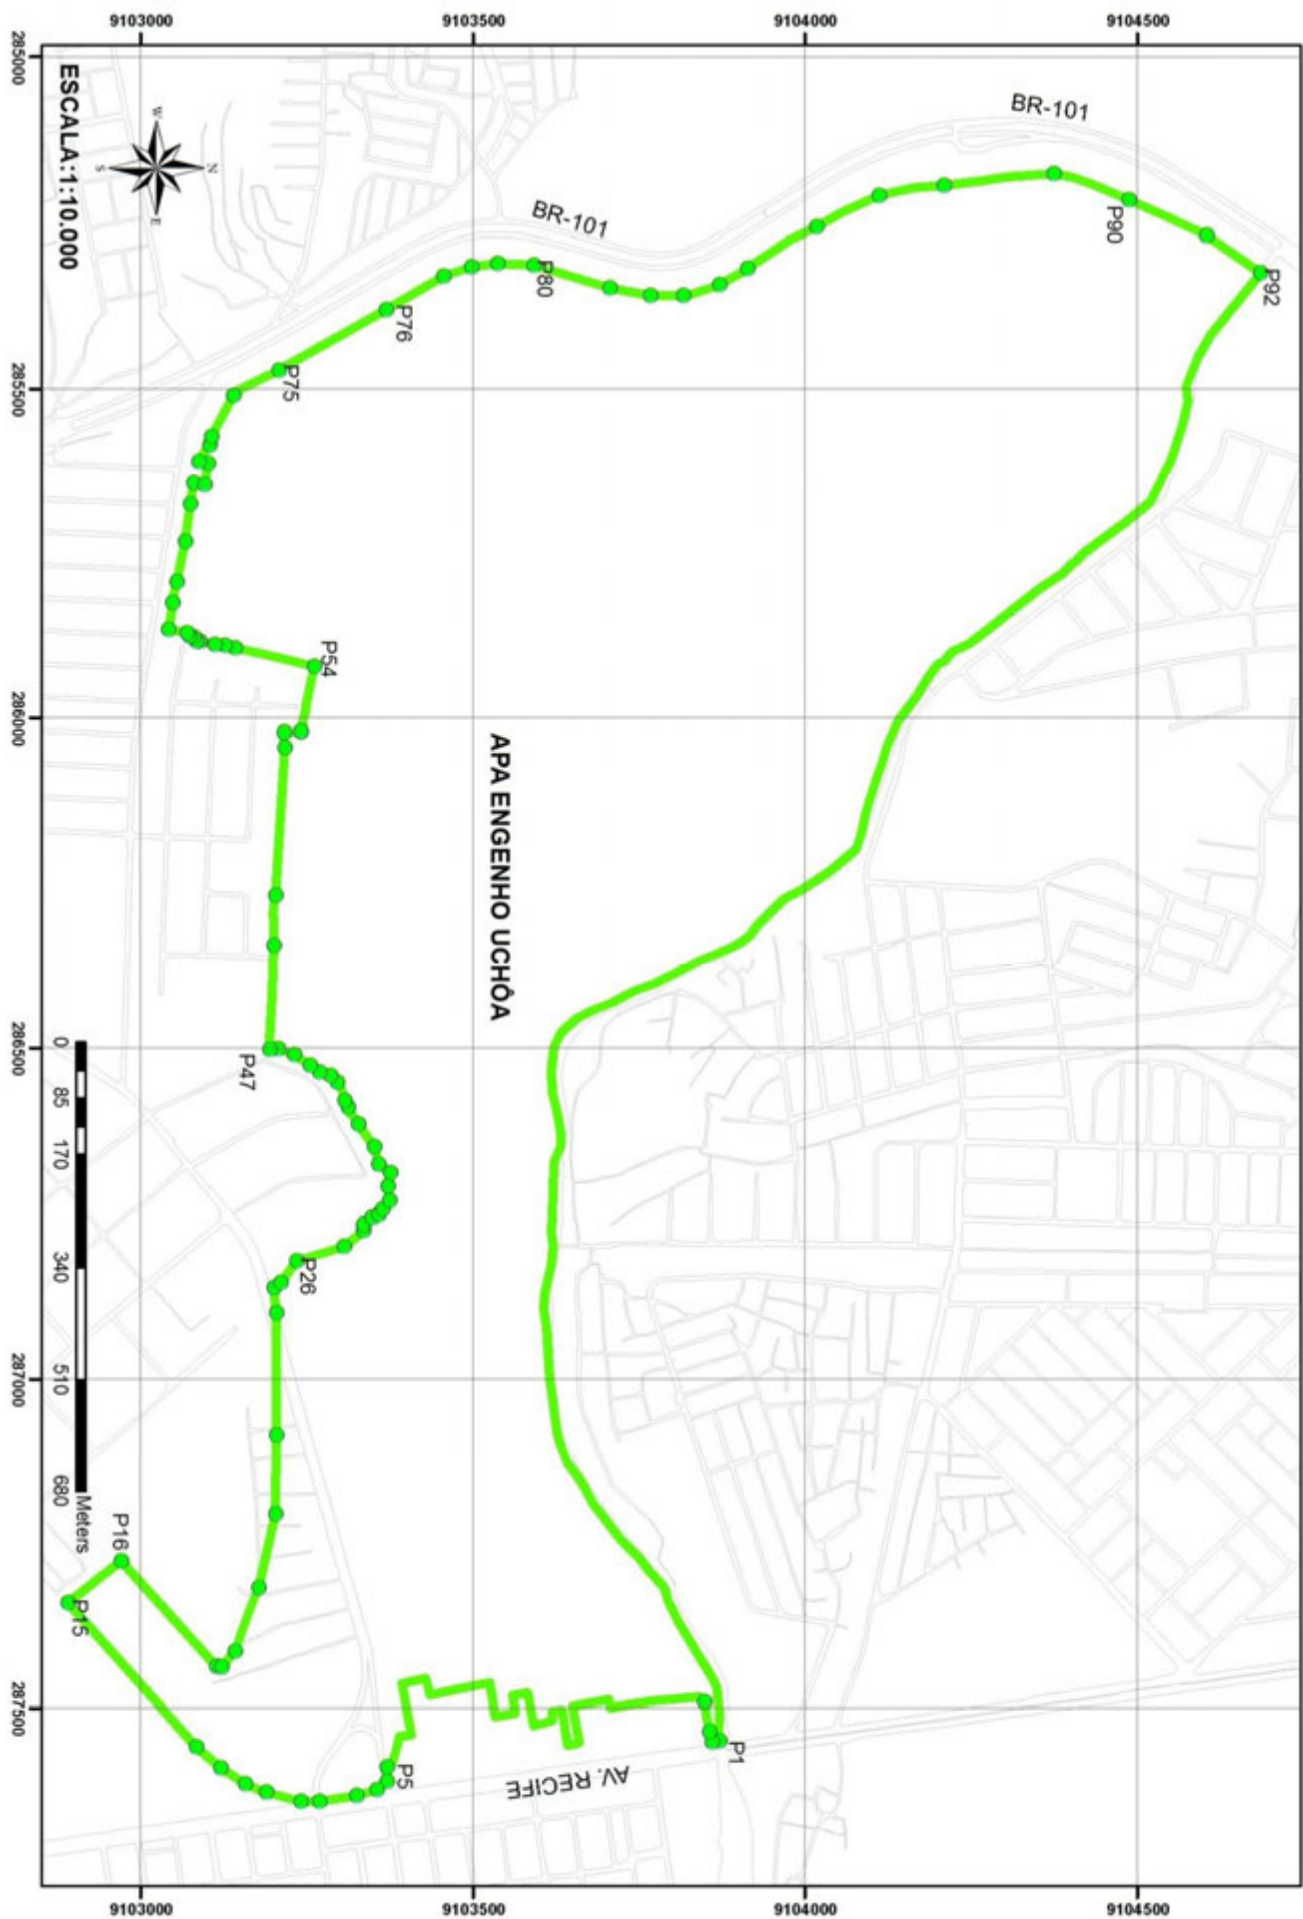 9103000
9103500
9104000
9104500
285000
285500
286000
286500
287000
287500
ESCALA:1:10.000
W
N
S
E
BR-101
BR-101
P90
P92
P80
P76
P75
P54
APA ENGENHO UCHÔA
P47
P26
0
85
170
340
510
680
Meters
P16
P15
P5
P1
AV. RECIFE
9103000
9103500
9104000
9104500